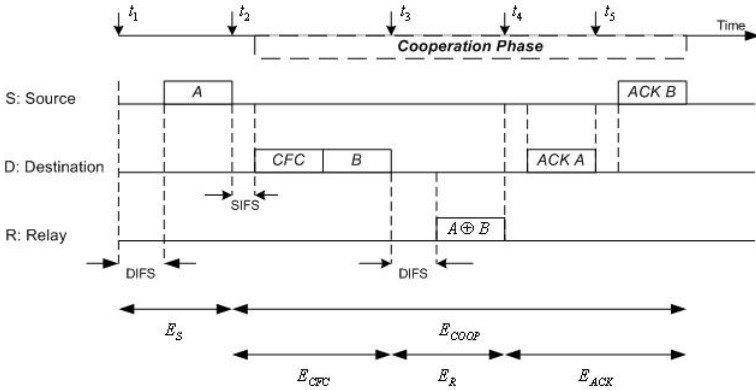 t1 t2 t3 t4 t5 Time
Cooperation Phase
S: Source A ACK B
D: Destination CFC B ACK A
SIFS
R: Relay A ⊕ B
DIFS DIFS
E_S E_COOP
E_CFC E_R E_ACK